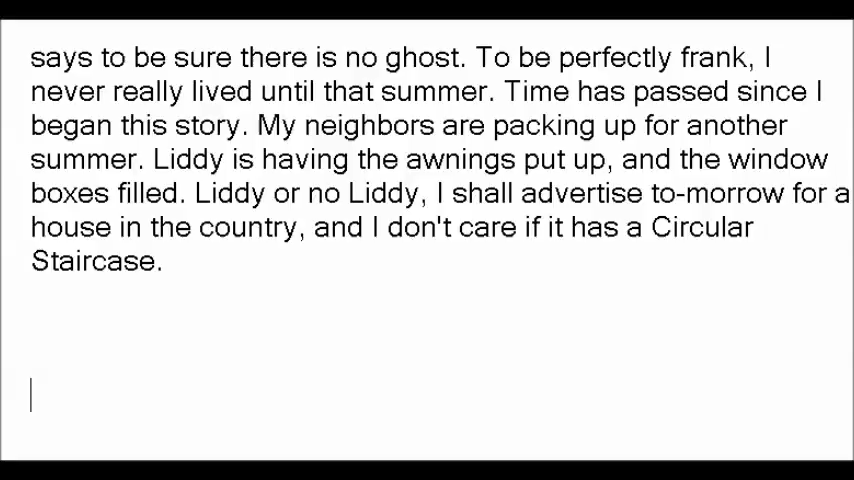 says to be sure there is no ghost. To be perfectly frank, I
never really lived until that summer. Time has passed since I
began this story. My neighbors are packing up for another
summer. Liddy is having the awnings put up, and the window
boxes filled. Liddy or no Liddy, I shall advertise to-morrow for a
house in the country, and I don't care if it has a Circular
Staircase.